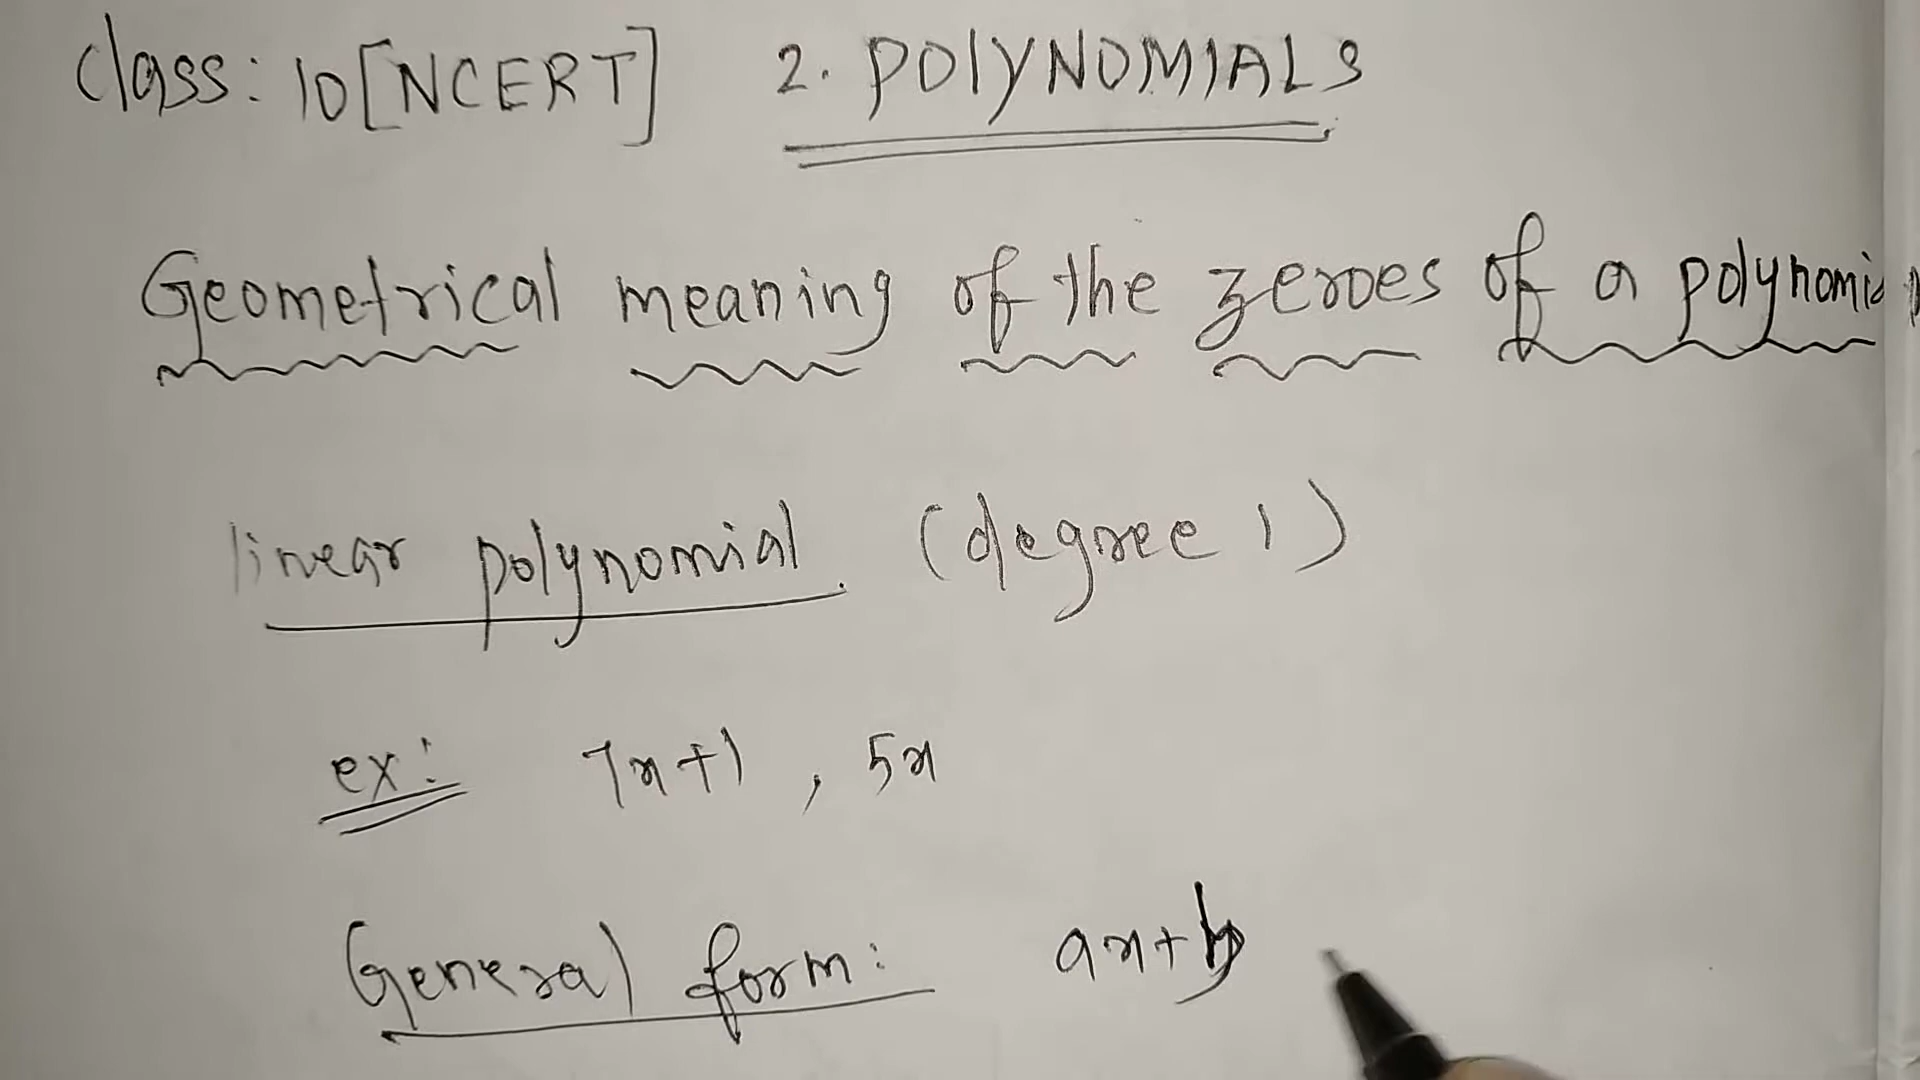 Class: 10 [NCERT] 2. POLYNOMIALS
Geometrical meaning of the zeroes of a polynomial
linear polynomial. (degree 1)
ex: 7x+1, 5x
General form: ax+b